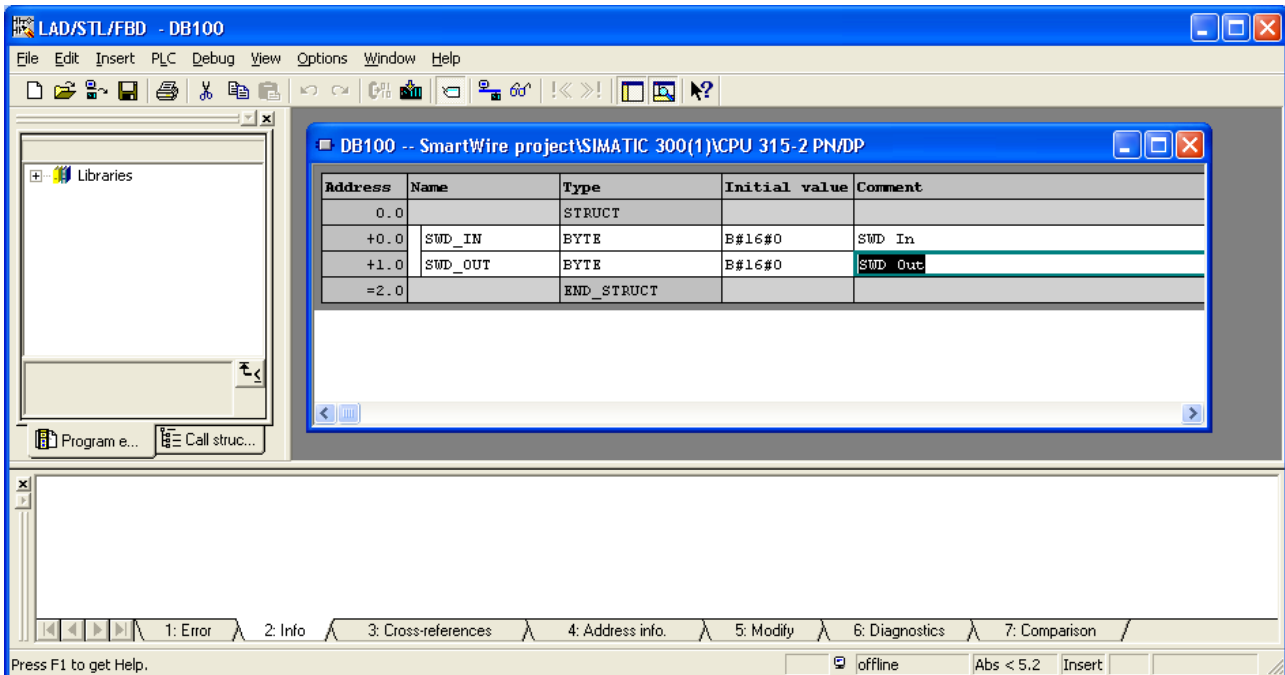 LAD/STL/FBD - DB100
File Edit Insert PLC Debug View Options Window Help
DB100 -- SmartWire project\SIMATIC 300(1)\CPU 315-2 PN/DP
Libraries
Address Name Type Initial value Comment
0.0 STRUCT
+0.0 SWD_IN BYTE B#16#0 SWD In
+1.0 SWD_OUT BYTE B#16#0 SWD Out
=2.0 END_STRUCT
Program e... Call struc...
1: Error 2: Info 3: Cross-references 4: Address info. 5: Modify 6: Diagnostics 7: Comparison
Press F1 to get Help. offline Abs < 5.2 Insert